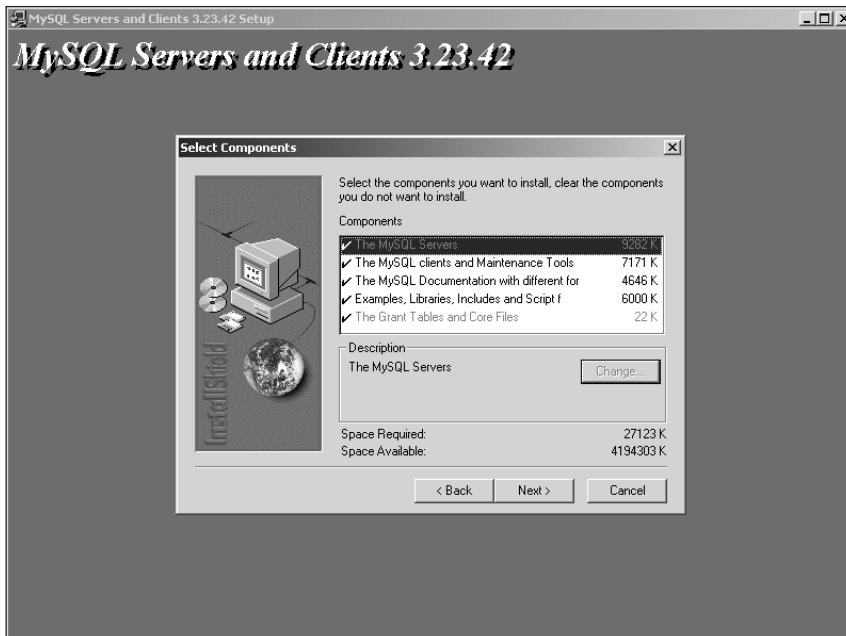 MySQL Servers and Clients 3.23.42 Setup
MySQL Servers and Clients 3.23.42
Select Components
Select the components you want to install, clear the components
you do not want to install.
Components
The MySQL Servers 9282 K
The MySQL clients and Maintenance Tools 7171 K
The MySQL Documentation with different for 4646 K
Examples, Libraries, Includes and Script f 6000 K
The Grant Tables and Core Files 22 K
Description
The MySQL Servers
Change...
InstallShield
Space Required: 27123 K
Space Available: 4194303 K
< Back Next > Cancel